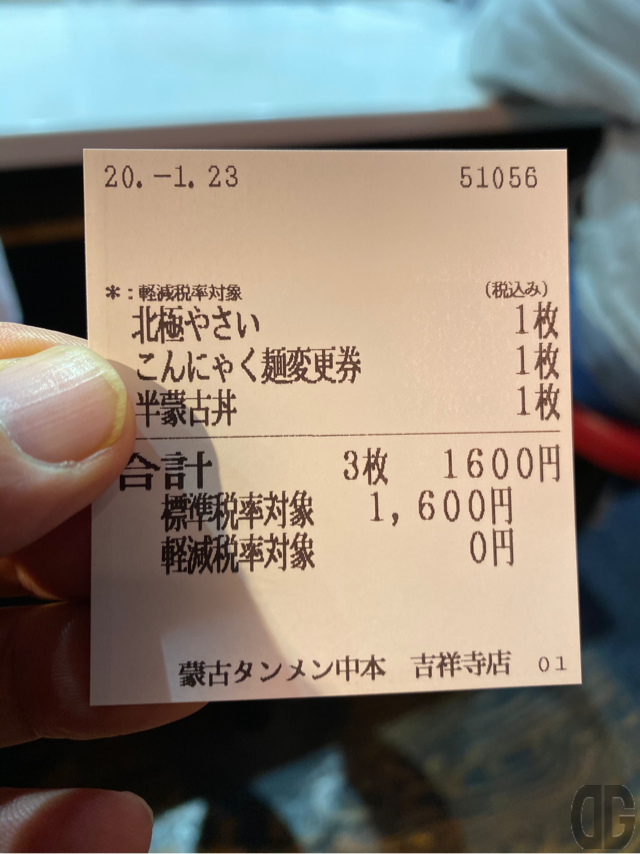 20.-1.23 51056
*:軽減税率対象 (税込み)
北極やさい 1枚
こんにゃく麺変更券 1枚
半蒙古丼 1枚
合計 3枚 1600円
標準税率対象 1,600円
軽減税率対象 0円
蒙古タンメン中本 吉祥寺店 01
DG